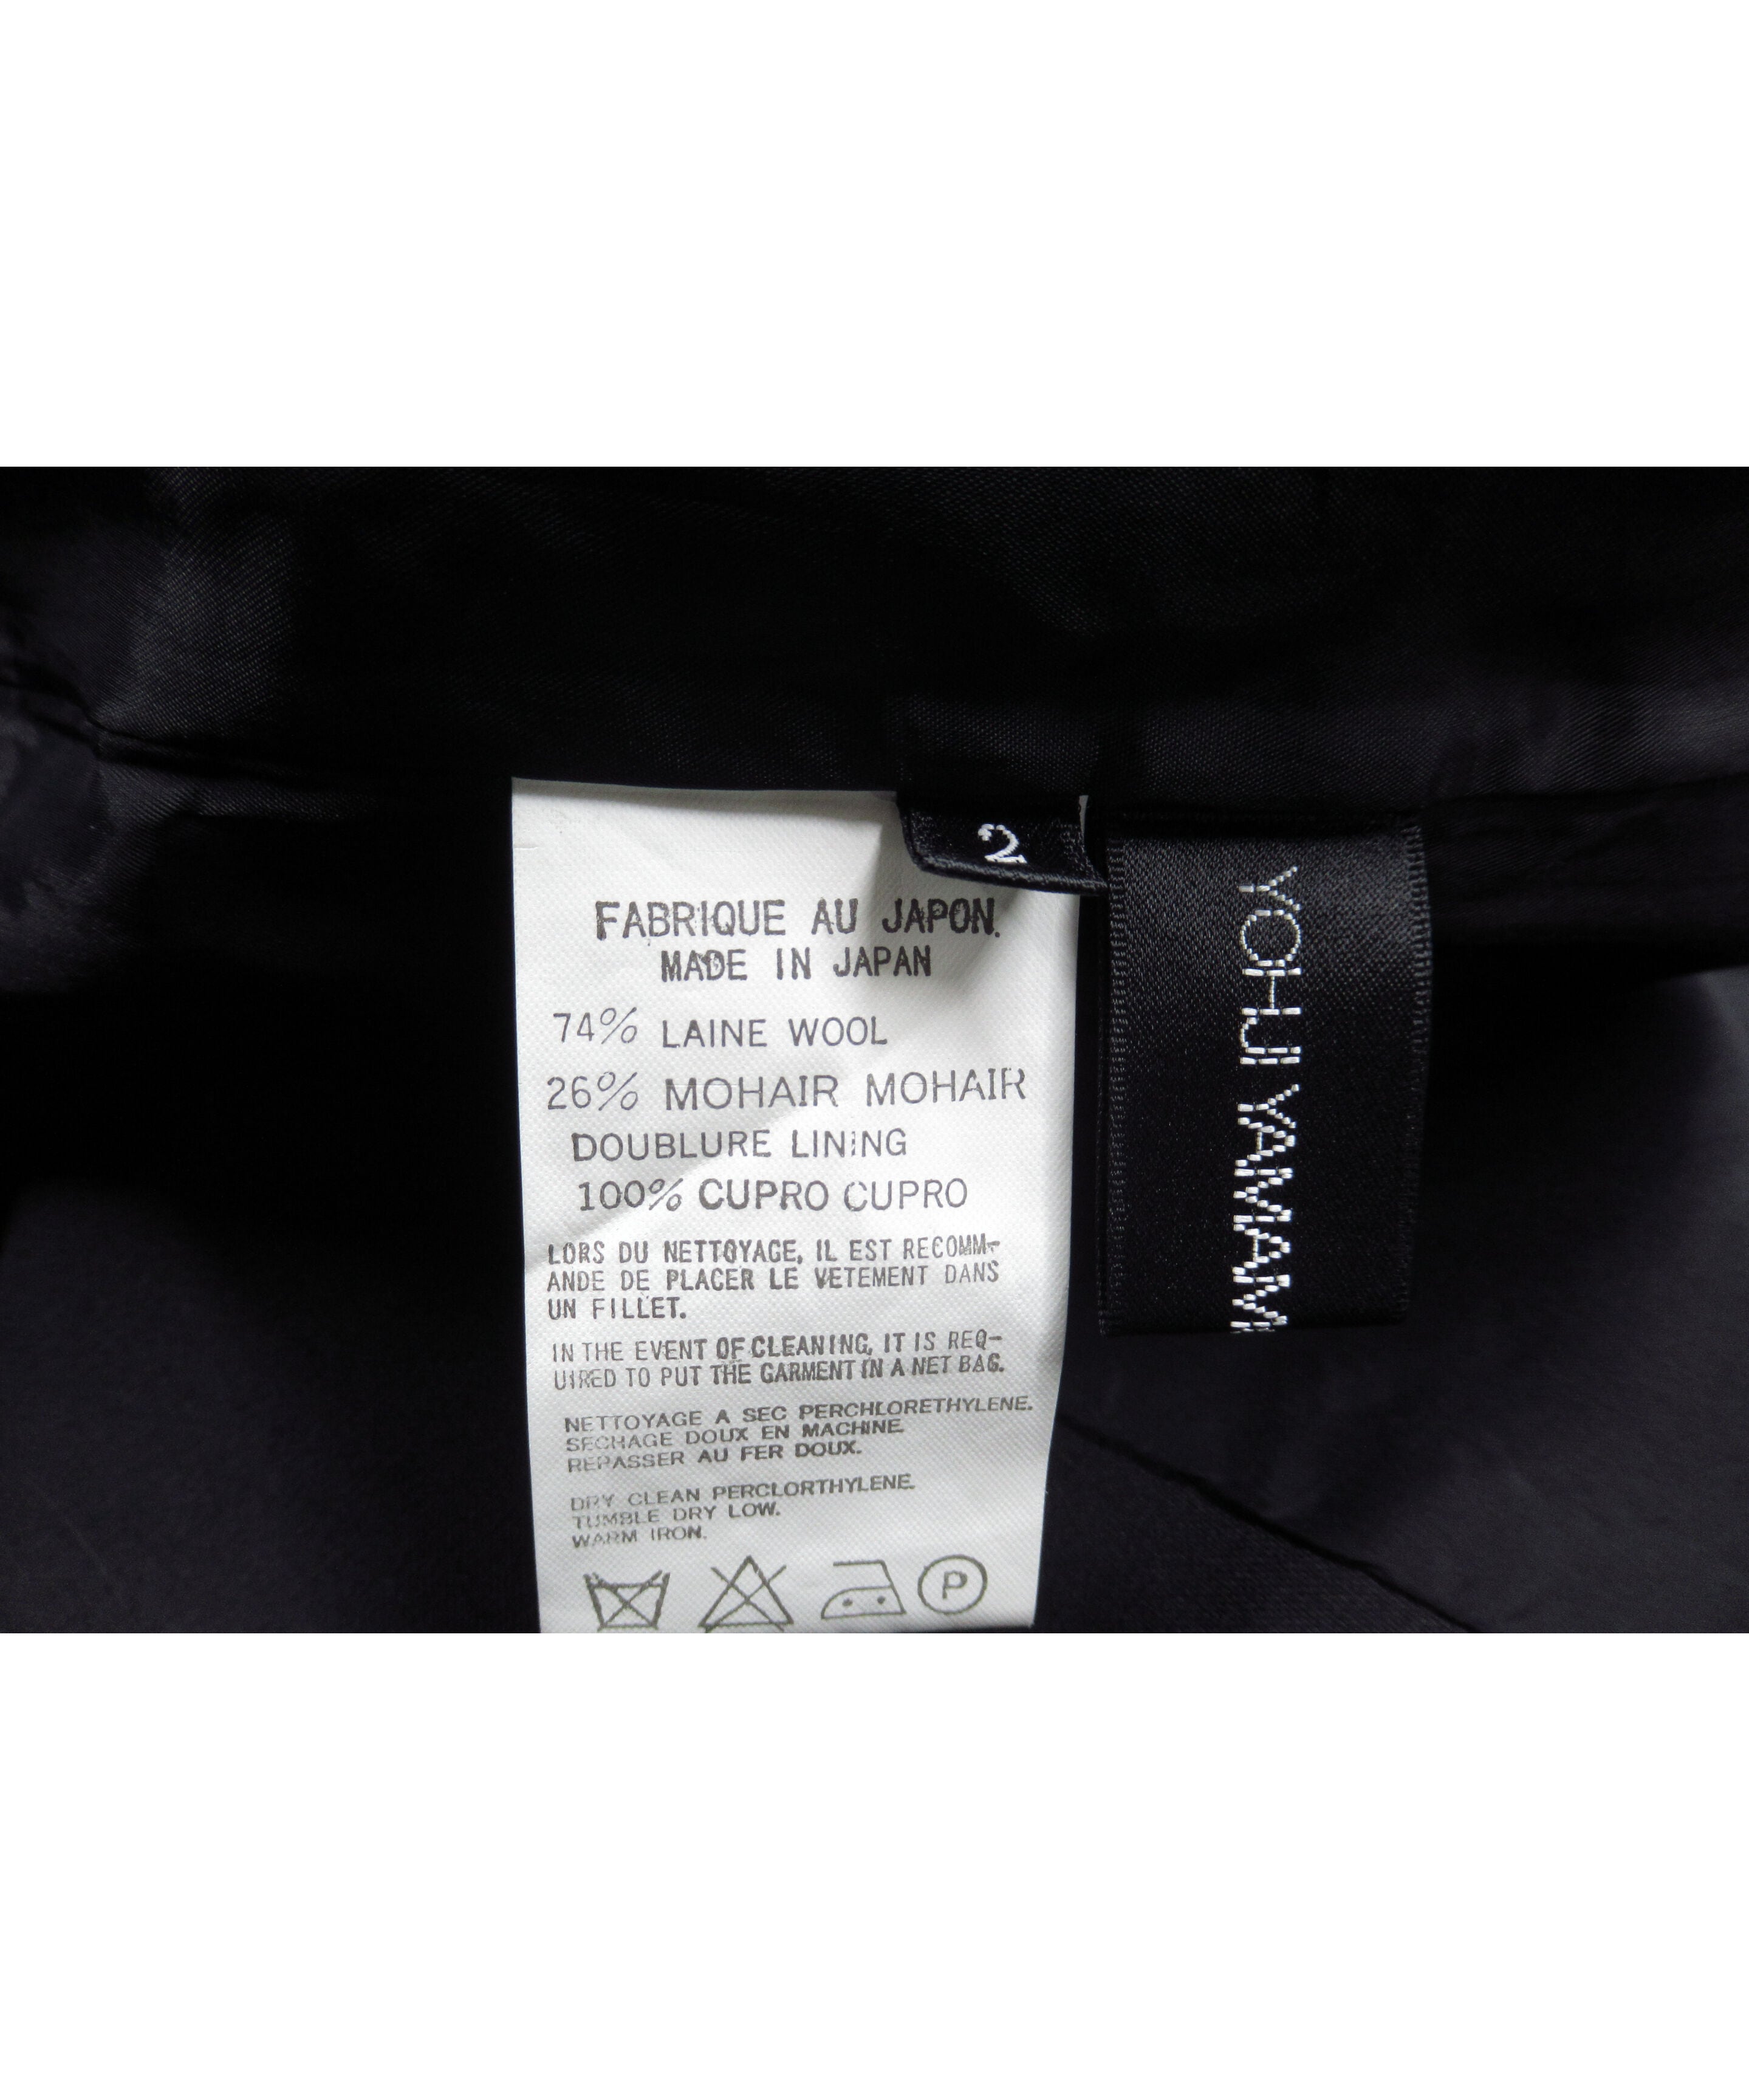 2
YOHJI YAMAM
FABRIQUE AU JAPON.
MADE IN JAPAN
74% LAINE WOOL
26% MOHAIR MOHAIR
DOUBLURE LINING
100% CUPRO CUPRO
LORS DU NETTOYAGE, IL EST RECOMM-
ANDE DE PLACER LE VETEMENT DANS
UN FILLET.
IN THE EVENT OF CLEANING, IT IS REQ-
UIRED TO PUT THE GARMENT IN A NET BAG.
NETTOYAGE A SEC PERCHLORETHYLENE.
SECHAGE DOUX EN MACHINE.
REPASSER AU FER DOUX.
DRY CLEAN PERCLORTHYLENE.
TUMBLE DRY LOW.
WARM IRON.
P